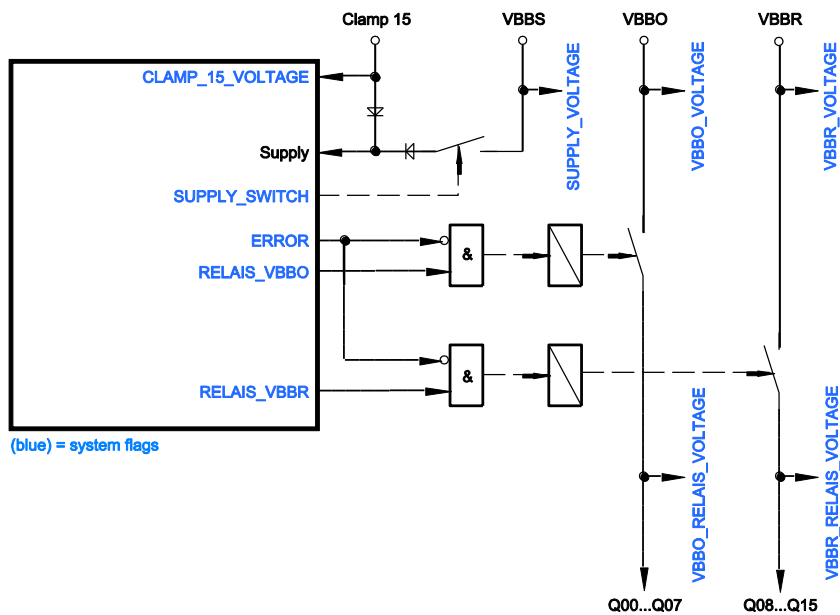 Clamp 15
VBBS
VBBO
VBBR
CLAMP_15_VOLTAGE
Supply
SUPPLY_SWITCH
ERROR
RELAIS_VBBO
RELAIS_VBBR
&
&
SUPPLY_VOLTAGE
VBBO_VOLTAGE
VBBR_VOLTAGE
VBBO_RELAIS_VOLTAGE
VBBR_RELAIS_VOLTAGE
(blue) = system flags
Q00...Q07
Q08...Q15